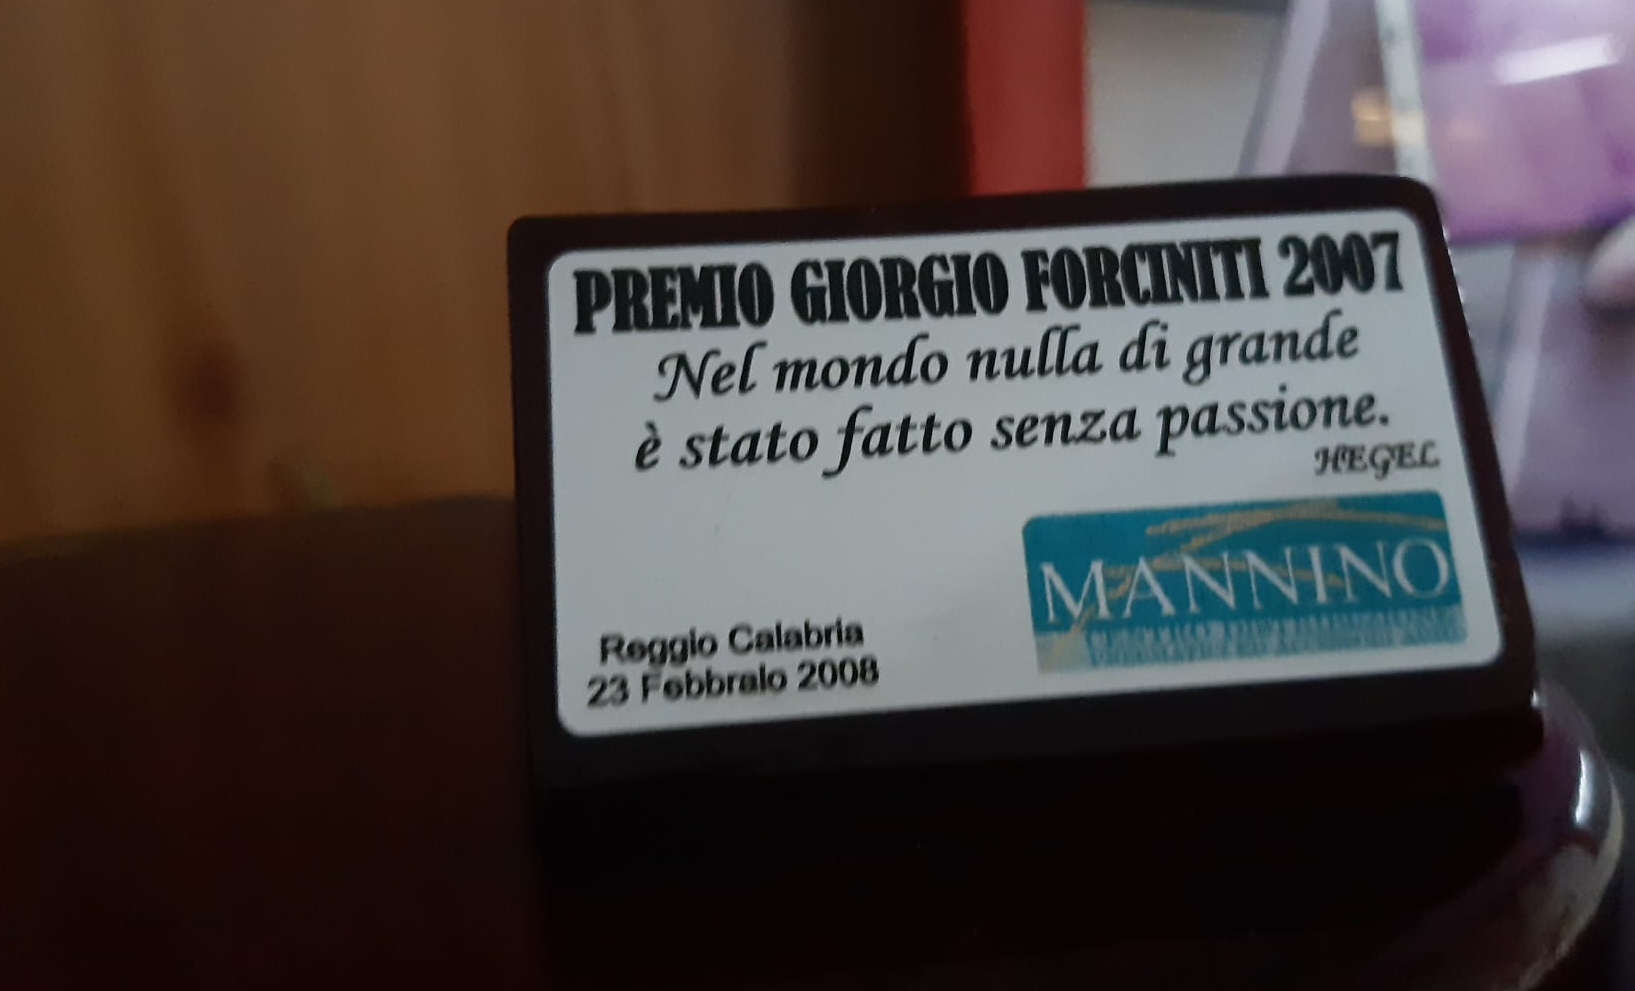 PREMIO GIORGIO FORCINITI 2007
Nel mondo nulla di grande
è stato fatto senza passione.
HEGEL
MANNINO
Reggio Calabria
23 Febbraio 2008